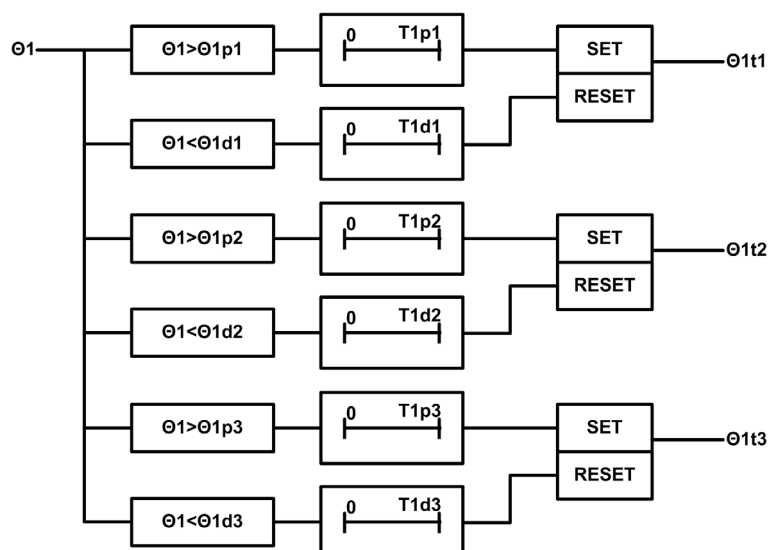 Θ1
Θ1>Θ1p1
0 T1p1
SET
RESET
Θ1t1
Θ1<Θ1d1
0 T1d1
Θ1>Θ1p2
0 T1p2
SET
RESET
Θ1t2
Θ1<Θ1d2
0 T1d2
Θ1>Θ1p3
0 T1p3
SET
RESET
Θ1t3
Θ1<Θ1d3
0 T1d3